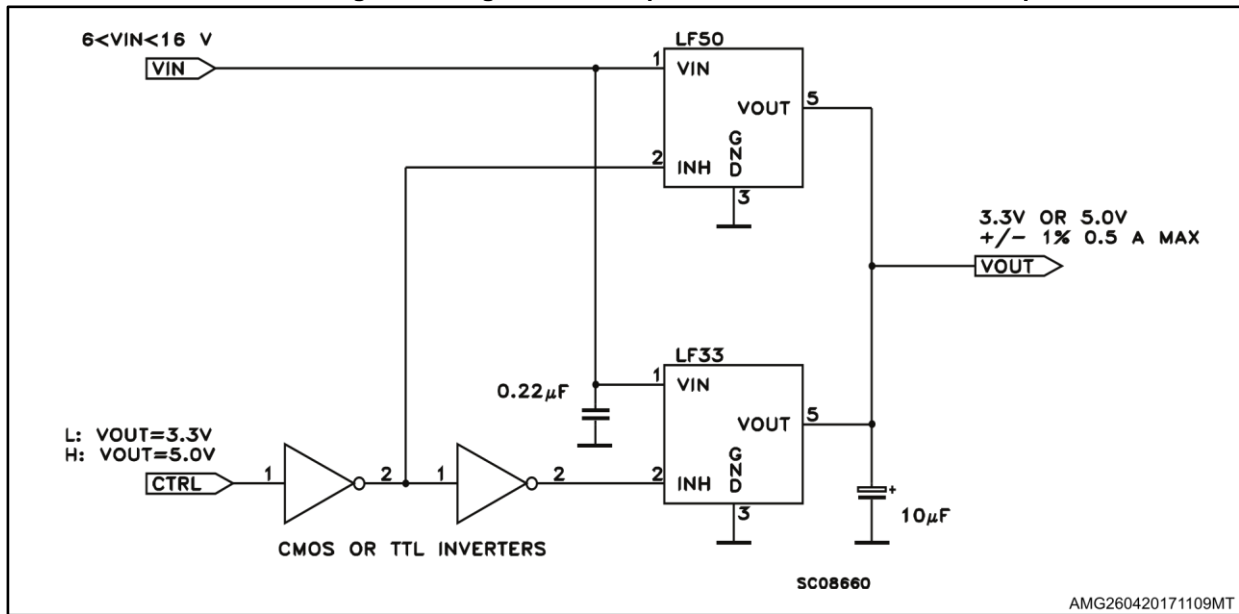 6<VIN<16 V
VIN
LF50
1
VIN
VOUT
5
2
INH
GND
3
3.3V OR 5.0V
+/- 1% 0.5 A MAX
VOUT
LF33
0.22µF
1
VIN
VOUT
5
L: VOUT=3.3V
H: VOUT=5.0V
CTRL
1
2
1
2
2
INH
GND
3
+
10µF
CMOS OR TTL INVERTERS
SC08660
AMG260420171109MT